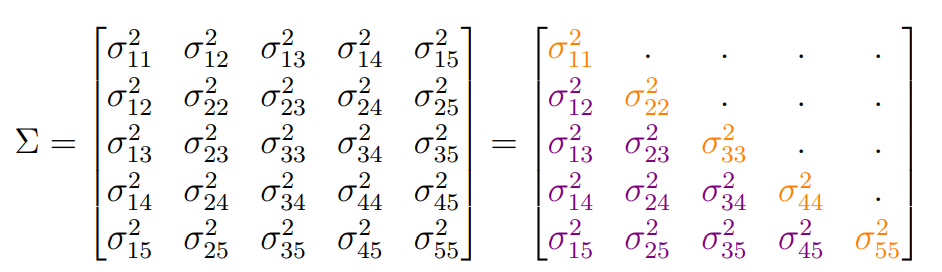 σ²₁₁ σ²₁₂ σ²₁₃ σ²₁₄ σ²₁₅ σ²₁₁ . . . .
σ²₁₂ σ²₂₂ σ²₂₃ σ²₂₄ σ²₂₅ σ²₁₂ σ²₂₂ . . .
Σ = σ²₁₃ σ²₂₃ σ²₃₃ σ²₃₄ σ²₃₅ = σ²₁₃ σ²₂₃ σ²₃₃ . .
σ²₁₄ σ²₂₄ σ²₃₄ σ²₄₄ σ²₄₅ σ²₁₄ σ²₂₄ σ²₃₄ σ²₄₄ .
σ²₁₅ σ²₂₅ σ²₃₅ σ²₄₅ σ²₅₅ σ²₁₅ σ²₂₅ σ²₃₅ σ²₄₅ σ²₅₅